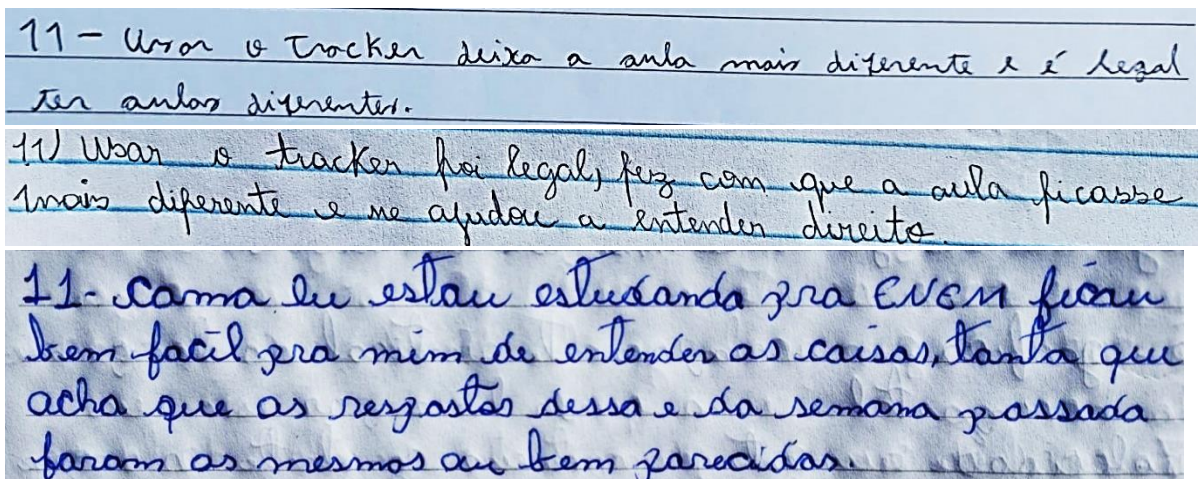 11- Usar o Tracker deixa a aula mais diferente e é legal
ter aulas diferentes.
11) Usar o tracker foi legal, fez com que a aula ficasse
mais diferente e me ajudou a entender direito.
11- Como eu estou estudando pra ENEM ficou
bem facil pra mim de entender as coisas, tanto que
acho que as respostas dessa e da semana passada
foram as mesmas ou bem parecidas.